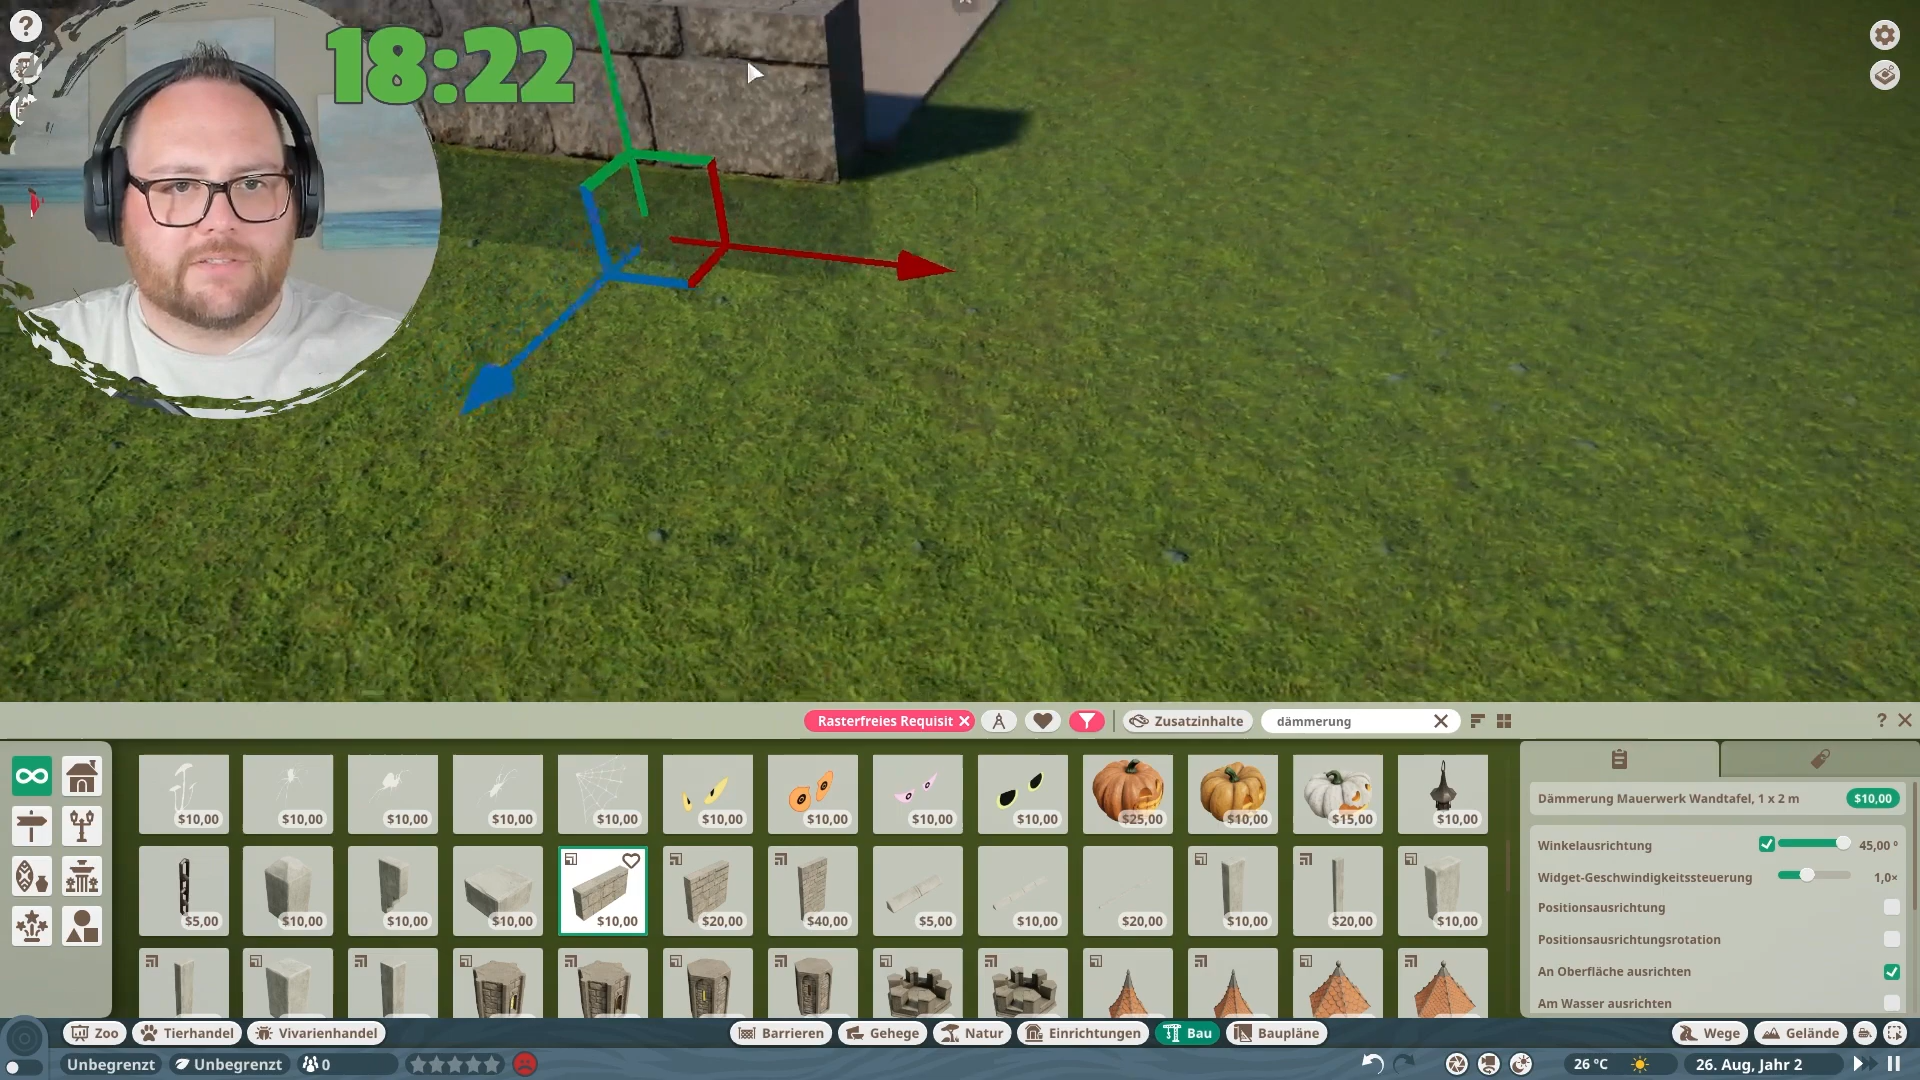 18:22
Rasterfreies Requisit
Zusatzinhalte
dämmerung
$10,00 $10,00 $10,00 $10,00 $10,00 $10,00 $10,00 $10,00 $10,00 $25,00 $10,00 $15,00 $10,00
$5,00 $10,00 $10,00 $10,00 $10,00 $20,00 $40,00 $5,00 $10,00 $20,00 $10,00 $20,00 $10,00
Dämmerung Mauerwerk Wandtafel, 1 x 2 m $10,00
Winkelausrichtung 45,00 °
Widget-Geschwindigkeitssteuerung 1,0×
Positionsausrichtung
Positionsausrichtungsrotation
An Oberfläche ausrichten
Am Wasser ausrichten
Zoo Tierhandel Vivarienhandel Barrieren Gehege Natur Einrichtungen Bau Baupläne Wege Gelände
Unbegrenzt Unbegrenzt 0 26 °C 26. Aug, Jahr 2